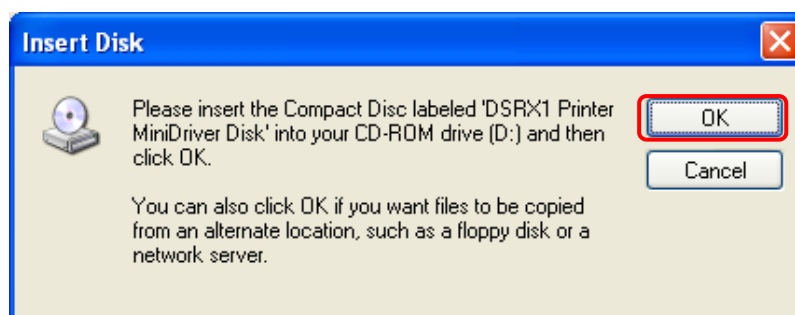 Insert Disk
Please insert the Compact Disc labeled 'DSRX1 Printer
MiniDriver Disk' into your CD-ROM drive (D:) and then
click OK.
OK
Cancel
You can also click OK if you want files to be copied
from an alternate location, such as a floppy disk or a
network server.